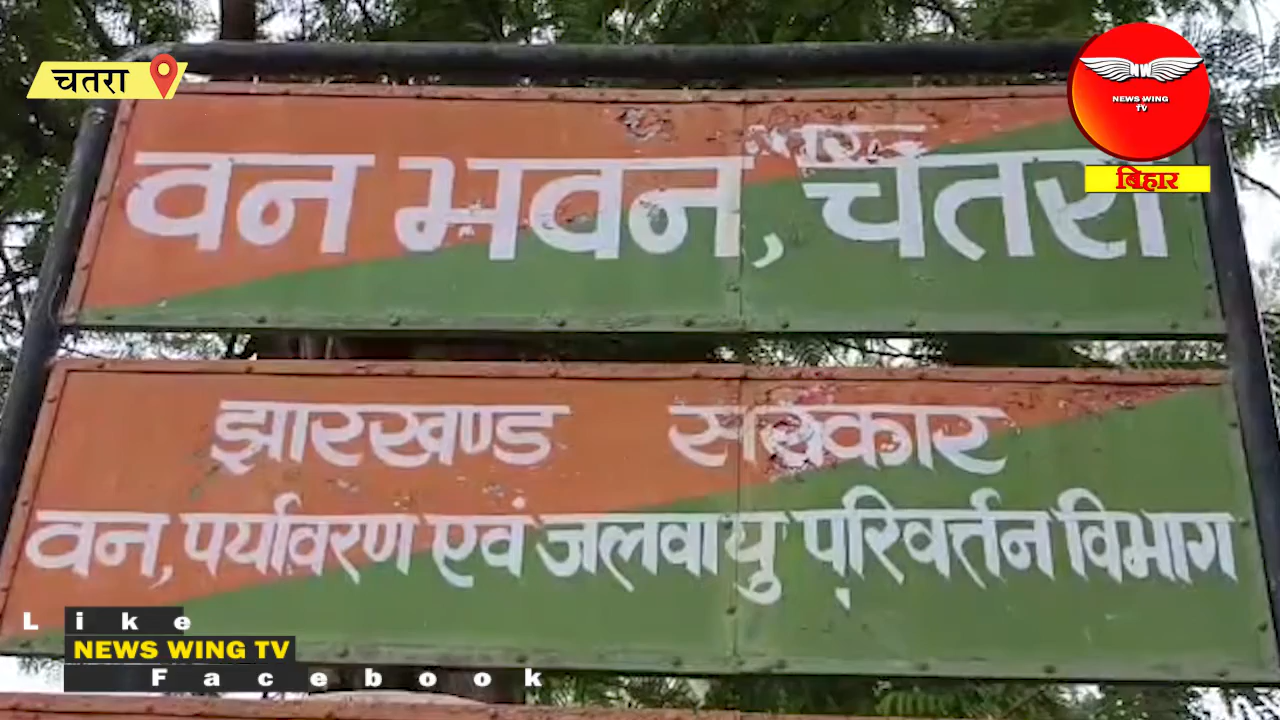 चतरा
NW
NEWS WING
TV
बिहार
वन भवन, चतरा
झारखण्ड सरकार
वन, पर्यावरण एवं जलवायु परिवर्त्तन विभाग
Like
NEWS WING TV
Facebook